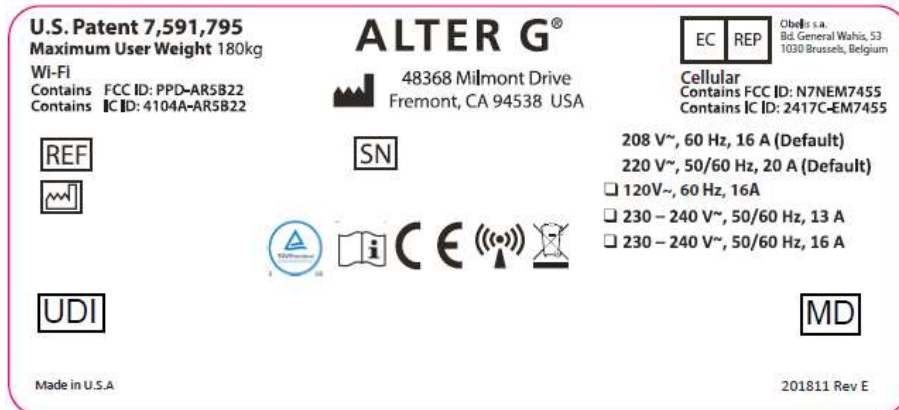 U.S. Patent 7,591,795
Maximum User Weight 180kg
Wi-Fi
Contains FCC ID: PPD-AR5B22
Contains IC ID: 4104A-AR5B22
ALTER G®
48368 Milmont Drive
Fremont, CA 94538 USA
EC REP
Obelis s.a.
Bd. General Wahis, 53
1030 Brussels, Belgium
Cellular
Contains FCC ID: N7NEM7455
Contains IC ID: 2417C-EM7455
REF
SN
208 V~, 60 Hz, 16 A (Default)
220 V~, 50/60 Hz, 20 A (Default)
❑ 120V~, 60 Hz, 16A
❑ 230 – 240 V~, 50/60 Hz, 13 A
❑ 230 – 240 V~, 50/60 Hz, 16 A
CE
UDI
MD
Made in U.S.A
201811 Rev E